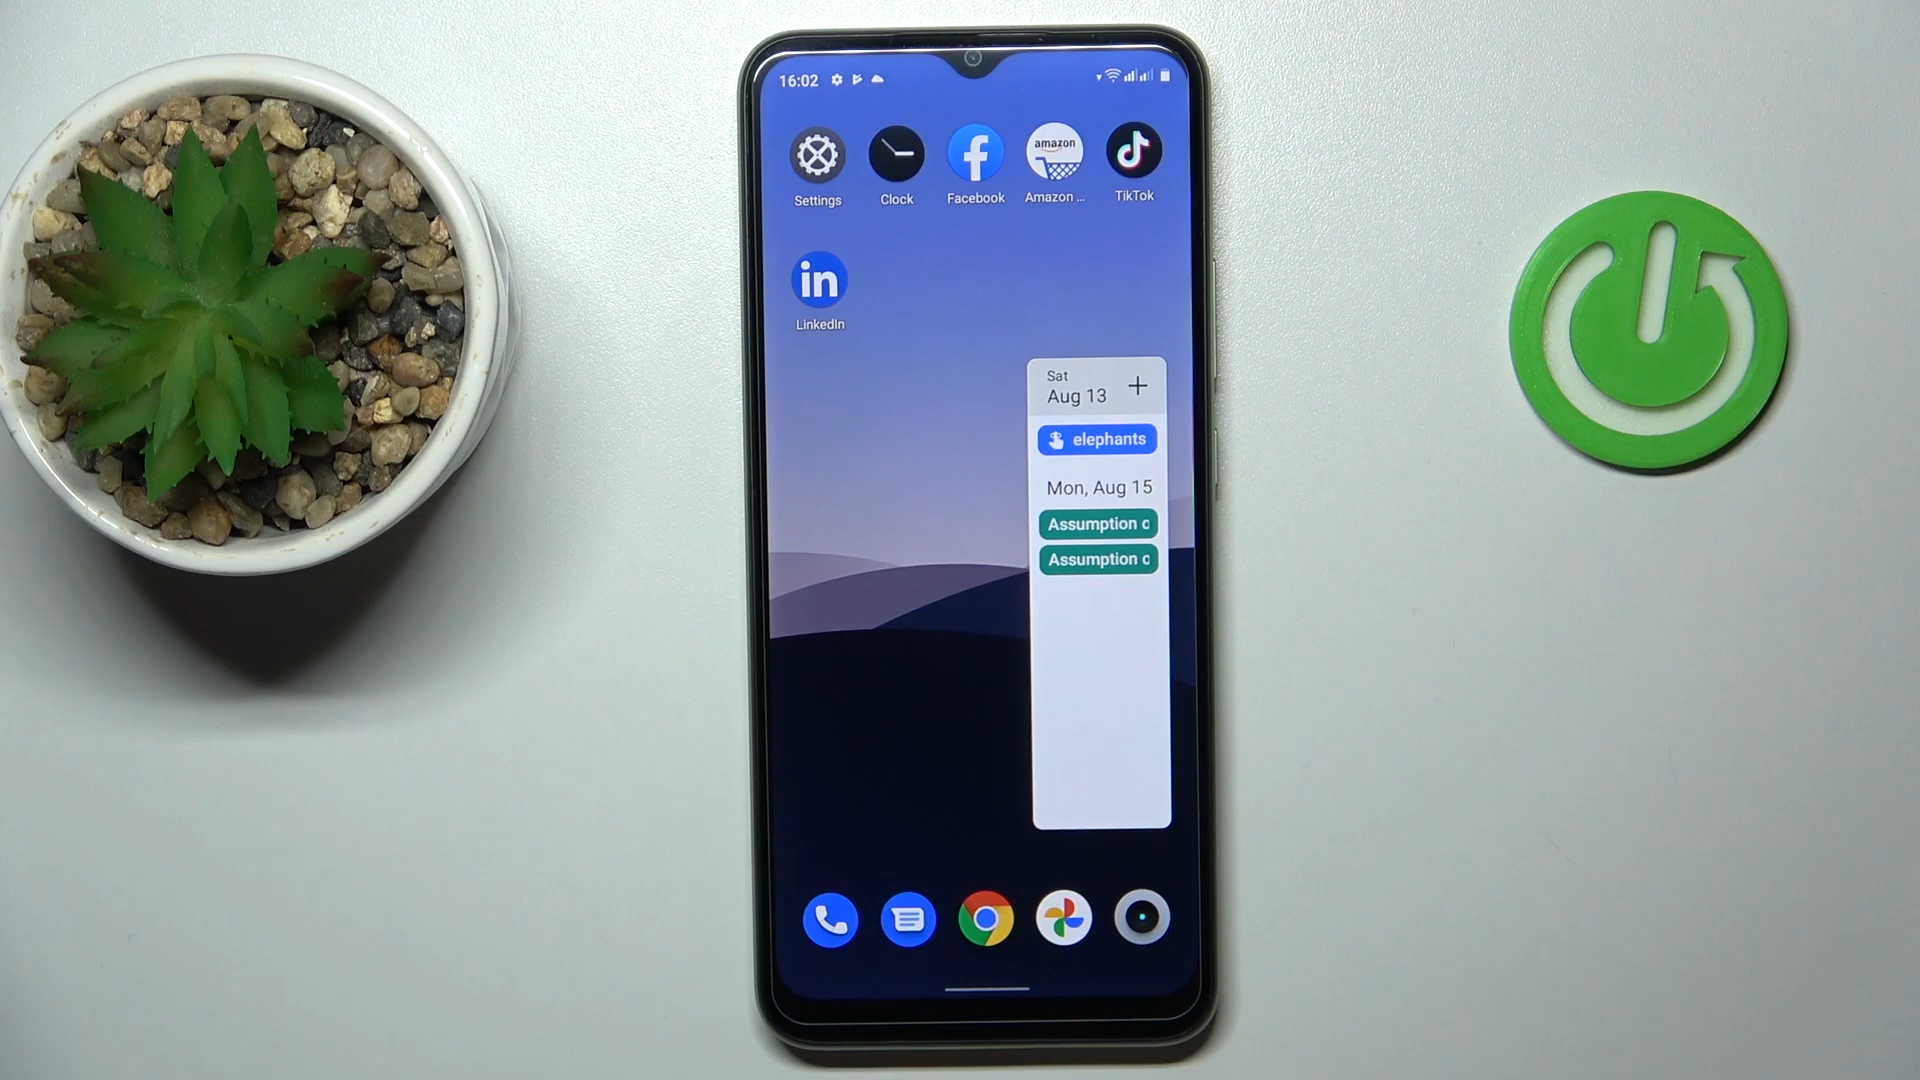 16:02
Settings
Clock
Facebook
amazon
Amazon ...
TikTok
in
LinkedIn
Sat
Aug 13
elephants
Mon, Aug 15
Assumption o
Assumption o